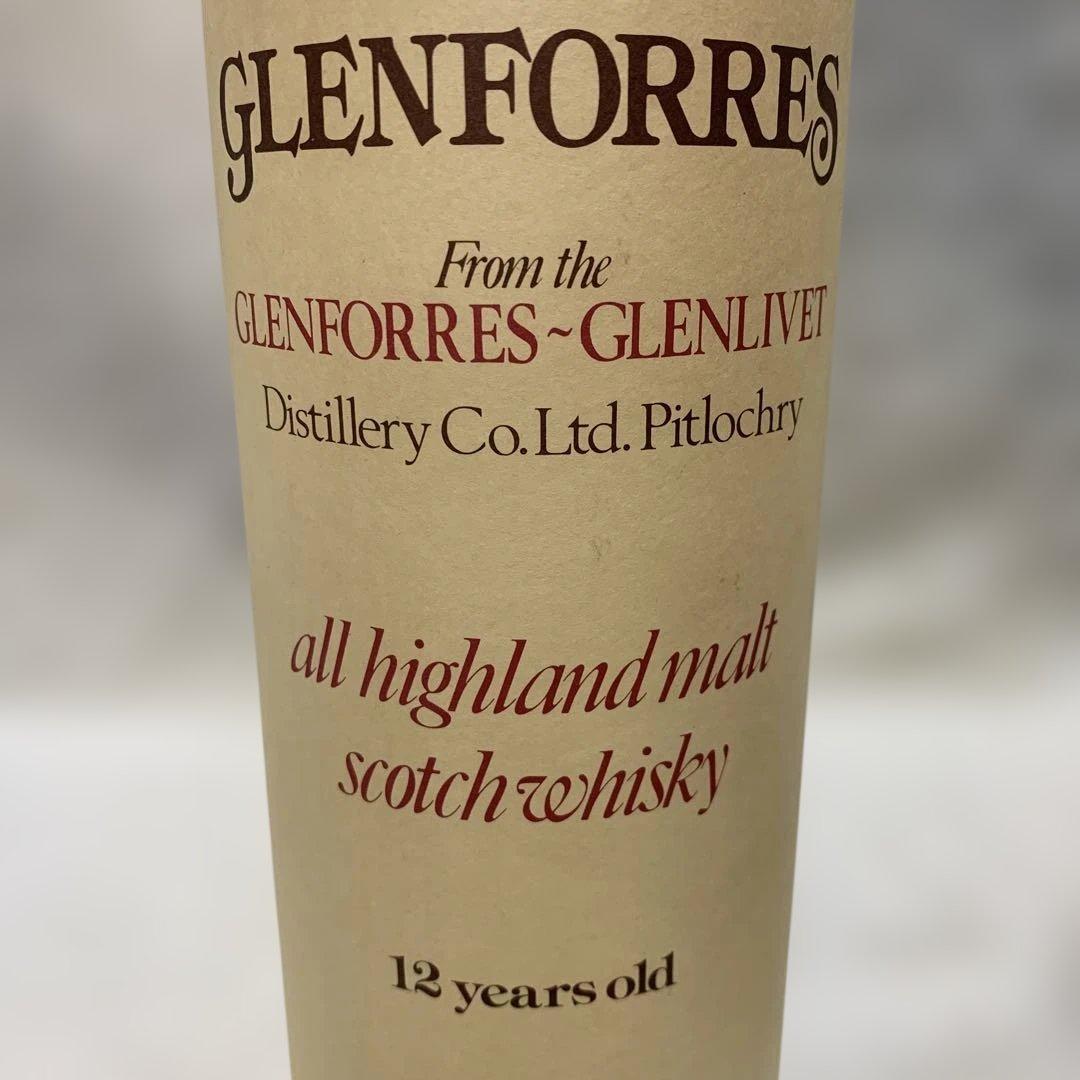 GLENFORRES
From the
GLENFORRES~GLENLIVET
Distillery Co. Ltd. Pitlochry
all highland malt
scotch whisky
12 years old